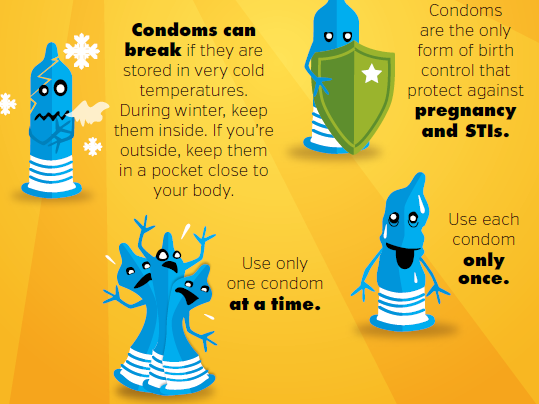 Condoms can
break if they are
stored in very cold
temperatures.
During winter, keep
them inside. If you're
outside, keep them
in a pocket close to
your body.
Condoms
are the only
form of birth
control that
protect against
pregnancy
and STIs.
Use only
one condom
at a time.
Use each
condom
only
once.